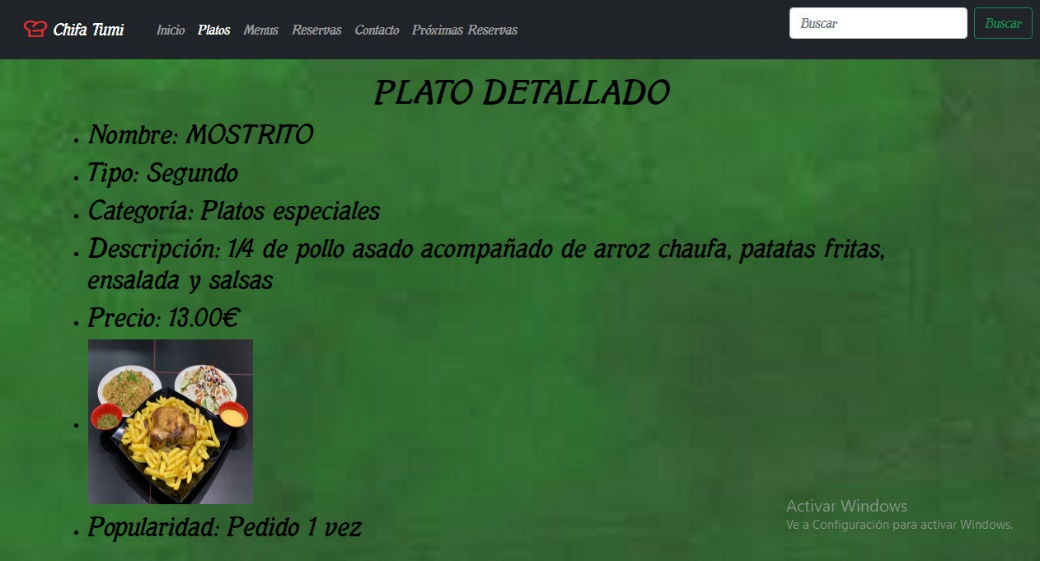 Chifa Tumi
Inicio Platos Menus Reservas Contacto Próximas Reservas
Buscar
Buscar
PLATO DETALLADO
Nombre: MOSTRITO
Tipo: Segundo
Categoría: Platos especiales
Descripción: 1/4 de pollo asado acompañado de arroz chaufa, patatas fritas,
ensalada y salsas
Precio: 13.00€
Popularidad: Pedido 1 vez
Activar Windows
Ve a Configuración para activar Windows.